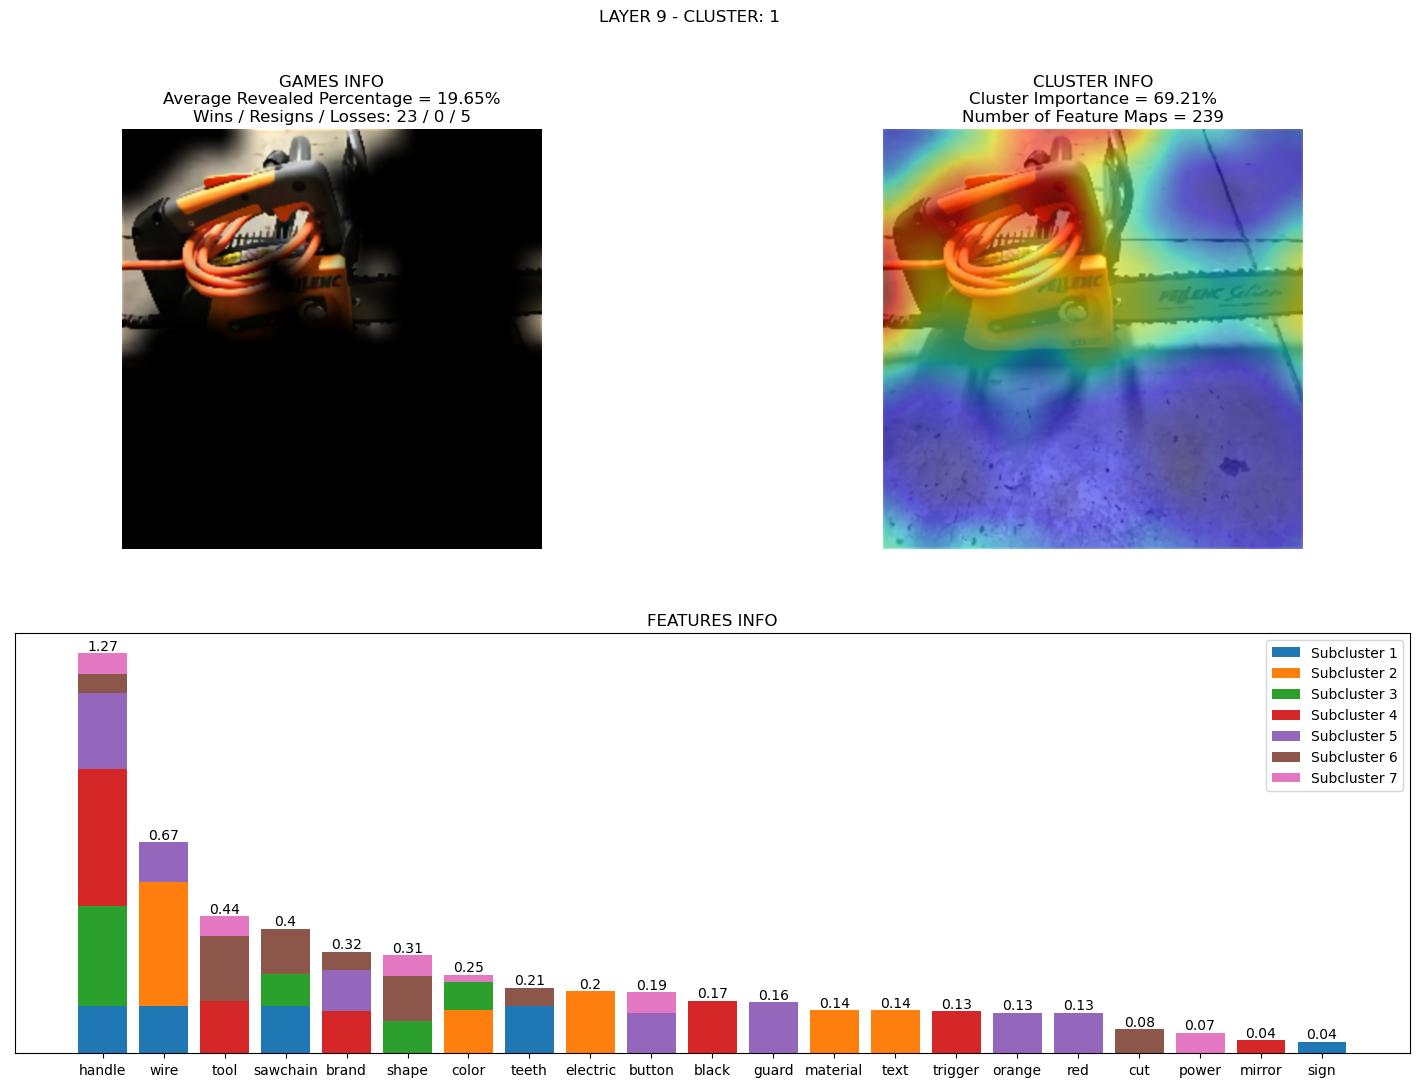 LAYER 9 - CLUSTER: 1
GAMES INFO
Average Revealed Percentage = 19.65%
Wins / Resigns / Losses: 23 / 0 / 5
CLUSTER INFO
Cluster Importance = 69.21%
Number of Feature Maps = 239
PELLENC
PELLENC Selion
FEATURES INFO
1.27
0.67
0.44
0.4
0.32
0.31
0.25
0.21
0.2
0.19
0.17
0.16
0.14
0.14
0.13
0.13
0.13
0.08
0.07
0.04
0.04
Subcluster 1
Subcluster 2
Subcluster 3
Subcluster 4
Subcluster 5
Subcluster 6
Subcluster 7
handle wire tool sawchain brand shape color teeth electric button black guard material text trigger orange red cut power mirror sign